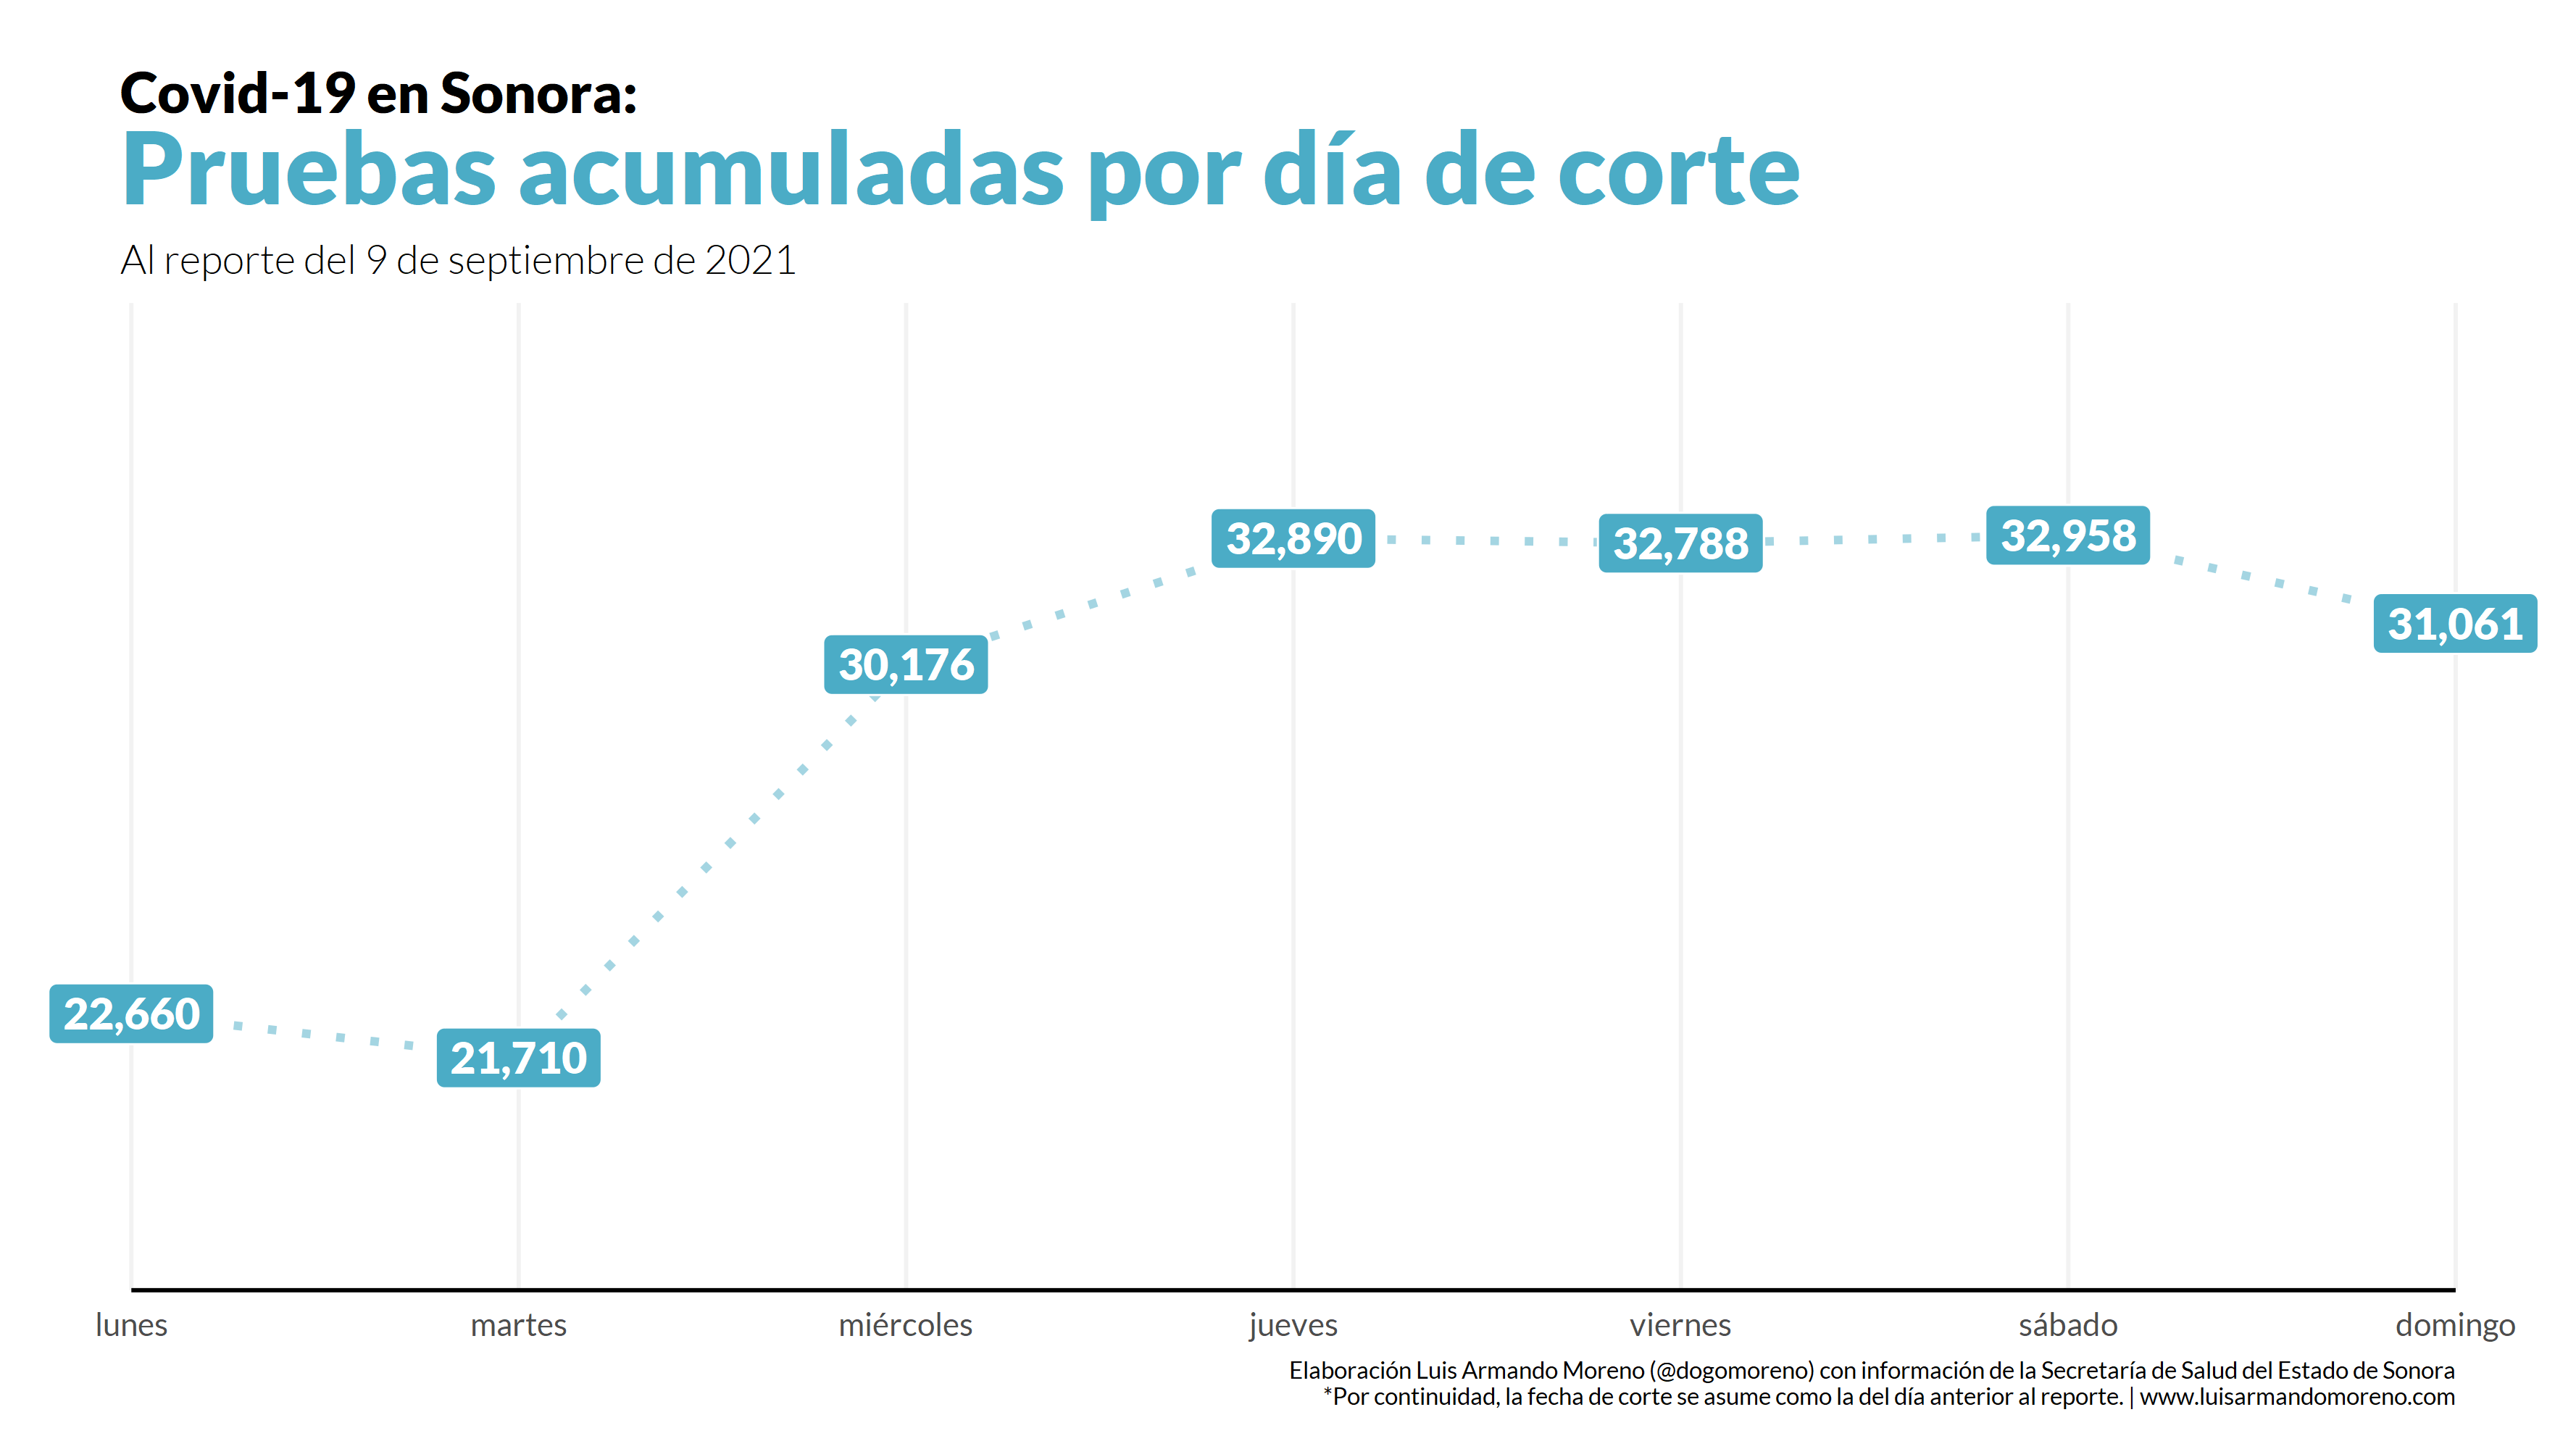 Covid-19 en Sonora:
Pruebas acumuladas por día de corte
Al reporte del 9 de septiembre de 2021
32,890
32,788
32,958
31,061
30,176
22,660
21,710
lunes
martes
miércoles
jueves
viernes
sábado
domingo
Elaboración Luis Armando Moreno (@dogomoreno) con información de la Secretaría de Salud del Estado de Sonora
*Por continuidad, la fecha de corte se asume como la del día anterior al reporte. | www.luisarmandomoreno.com